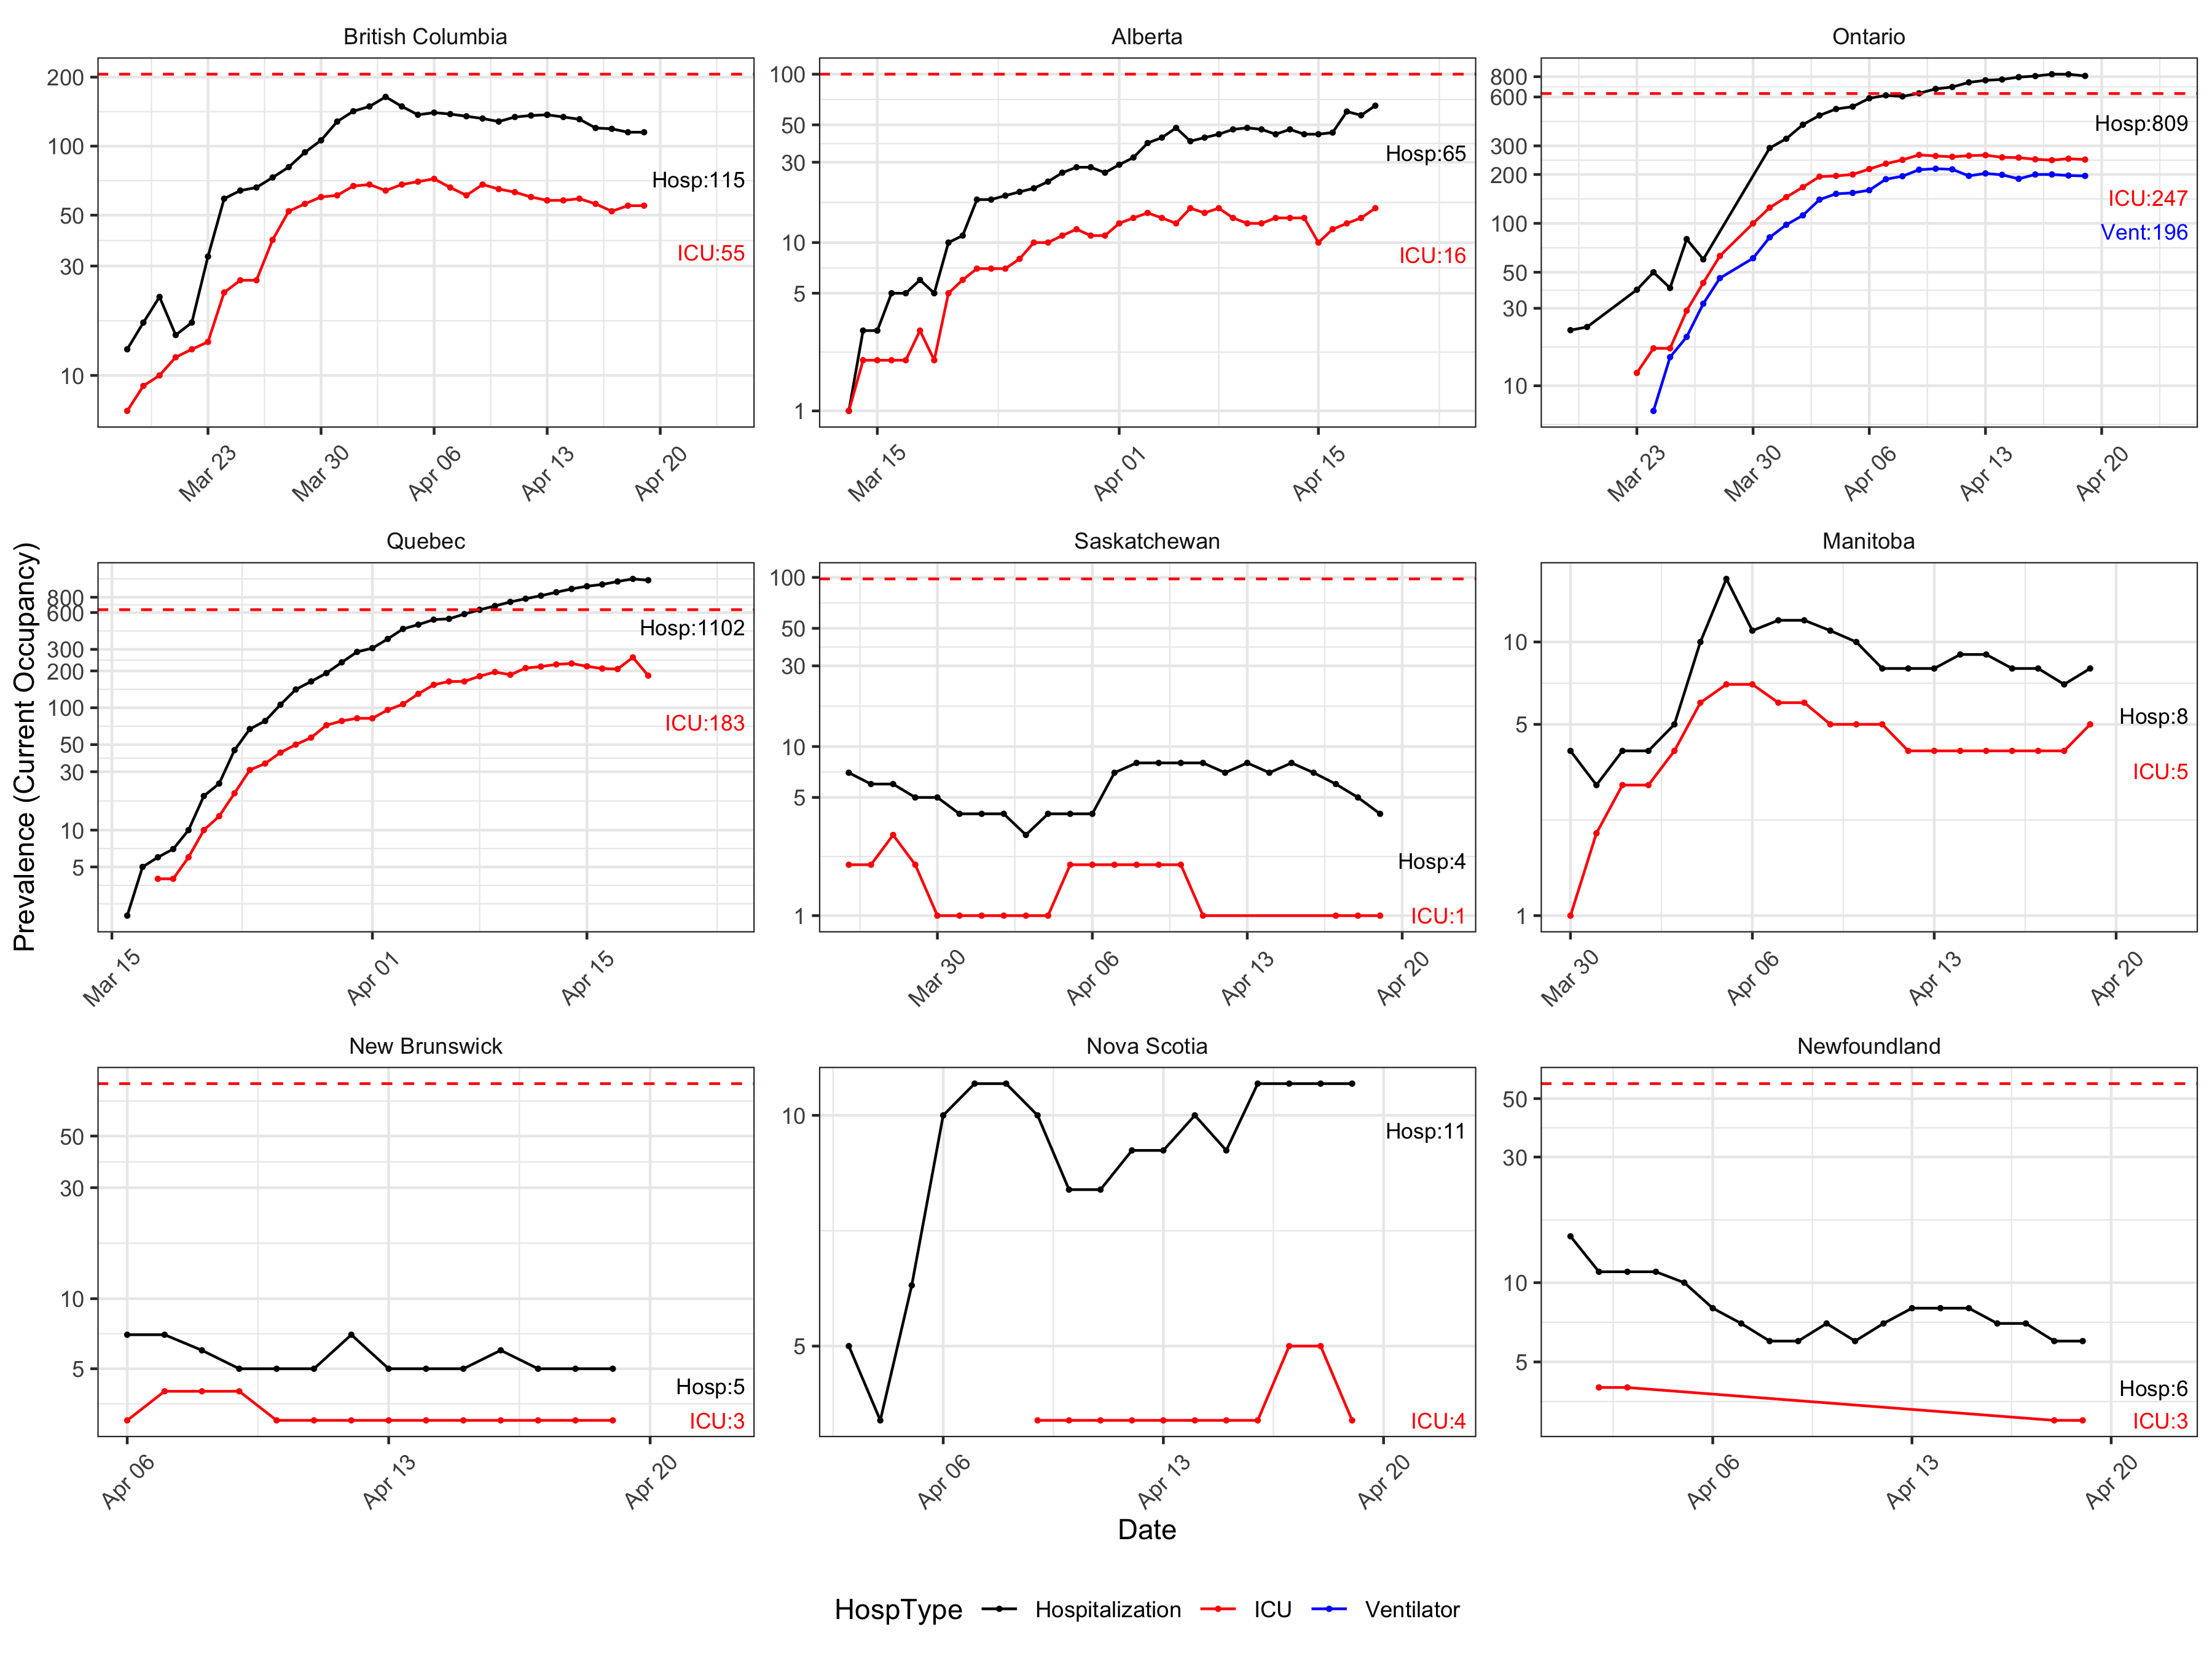 British Columbia
200
100
50
30
10
Hosp:115
ICU:55
Mar 23
Mar 30
Apr 06
Apr 13
Apr 20
Alberta
100
50
30
10
5
1
Hosp:65
ICU:16
Mar 15
Apr 01
Apr 15
Ontario
800
600
300
200
100
50
30
10
Hosp:809
ICU:247
Vent:196
Mar 23
Mar 30
Apr 06
Apr 13
Apr 20
Prevalence (Current Occupancy)
Quebec
800
600
300
200
100
50
30
10
5
Hosp:1102
ICU:183
Mar 15
Apr 01
Apr 15
Saskatchewan
100
50
30
10
5
1
Hosp:4
ICU:1
Mar 30
Apr 06
Apr 13
Apr 20
Manitoba
10
5
1
Hosp:8
ICU:5
Mar 30
Apr 06
Apr 13
Apr 20
New Brunswick
50
30
10
5
Hosp:5
ICU:3
Apr 06
Apr 13
Apr 20
Nova Scotia
10
5
Hosp:11
ICU:4
Apr 06
Apr 13
Apr 20
Newfoundland
50
30
10
5
Hosp:6
ICU:3
Apr 06
Apr 13
Apr 20
Date
HospType Hospitalization ICU Ventilator